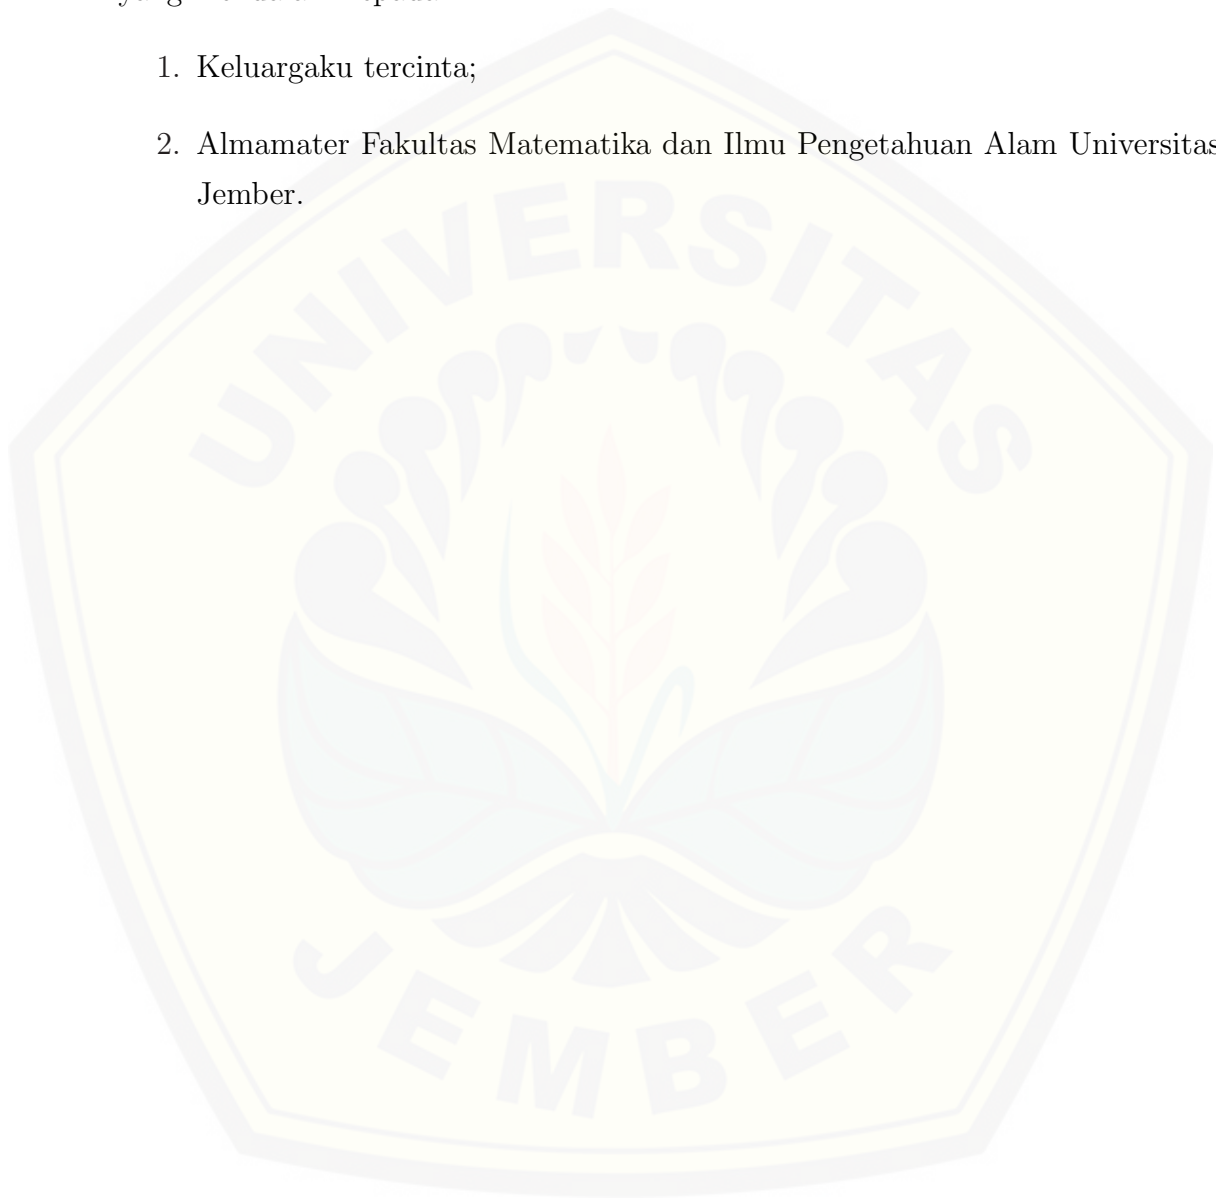 1. Keluargaku tercinta;
2. Almamater Fakultas Matematika dan Ilmu Pengetahuan Alam Universitas
Jember.
UNIVERSITAS
JEMBER